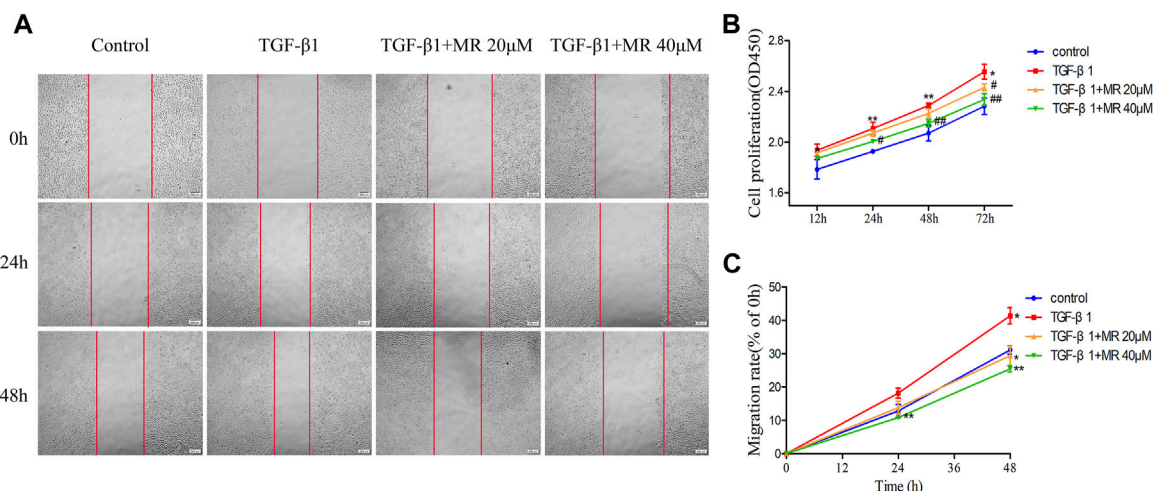 A
Control
TGF-β1
TGF-β1+MR 20μM
TGF-β1+MR 40μM
0h
24h
48h
B
Cell proliferation(OD450)
2.8
2.4
2.0
1.6
12h
24h
48h
72h
*
**
#
**
##
*
#
##
control
TGF-β 1
TGF-β 1+MR 20μM
TGF-β 1+MR 40μM
C
Migration rate(% of 0h)
50
40
30
20
10
0
0
12
24
36
48
Time (h)
**
*
*
**
control
TGF-β 1
TGF-β 1+MR 20μM
TGF-β 1+MR 40μM